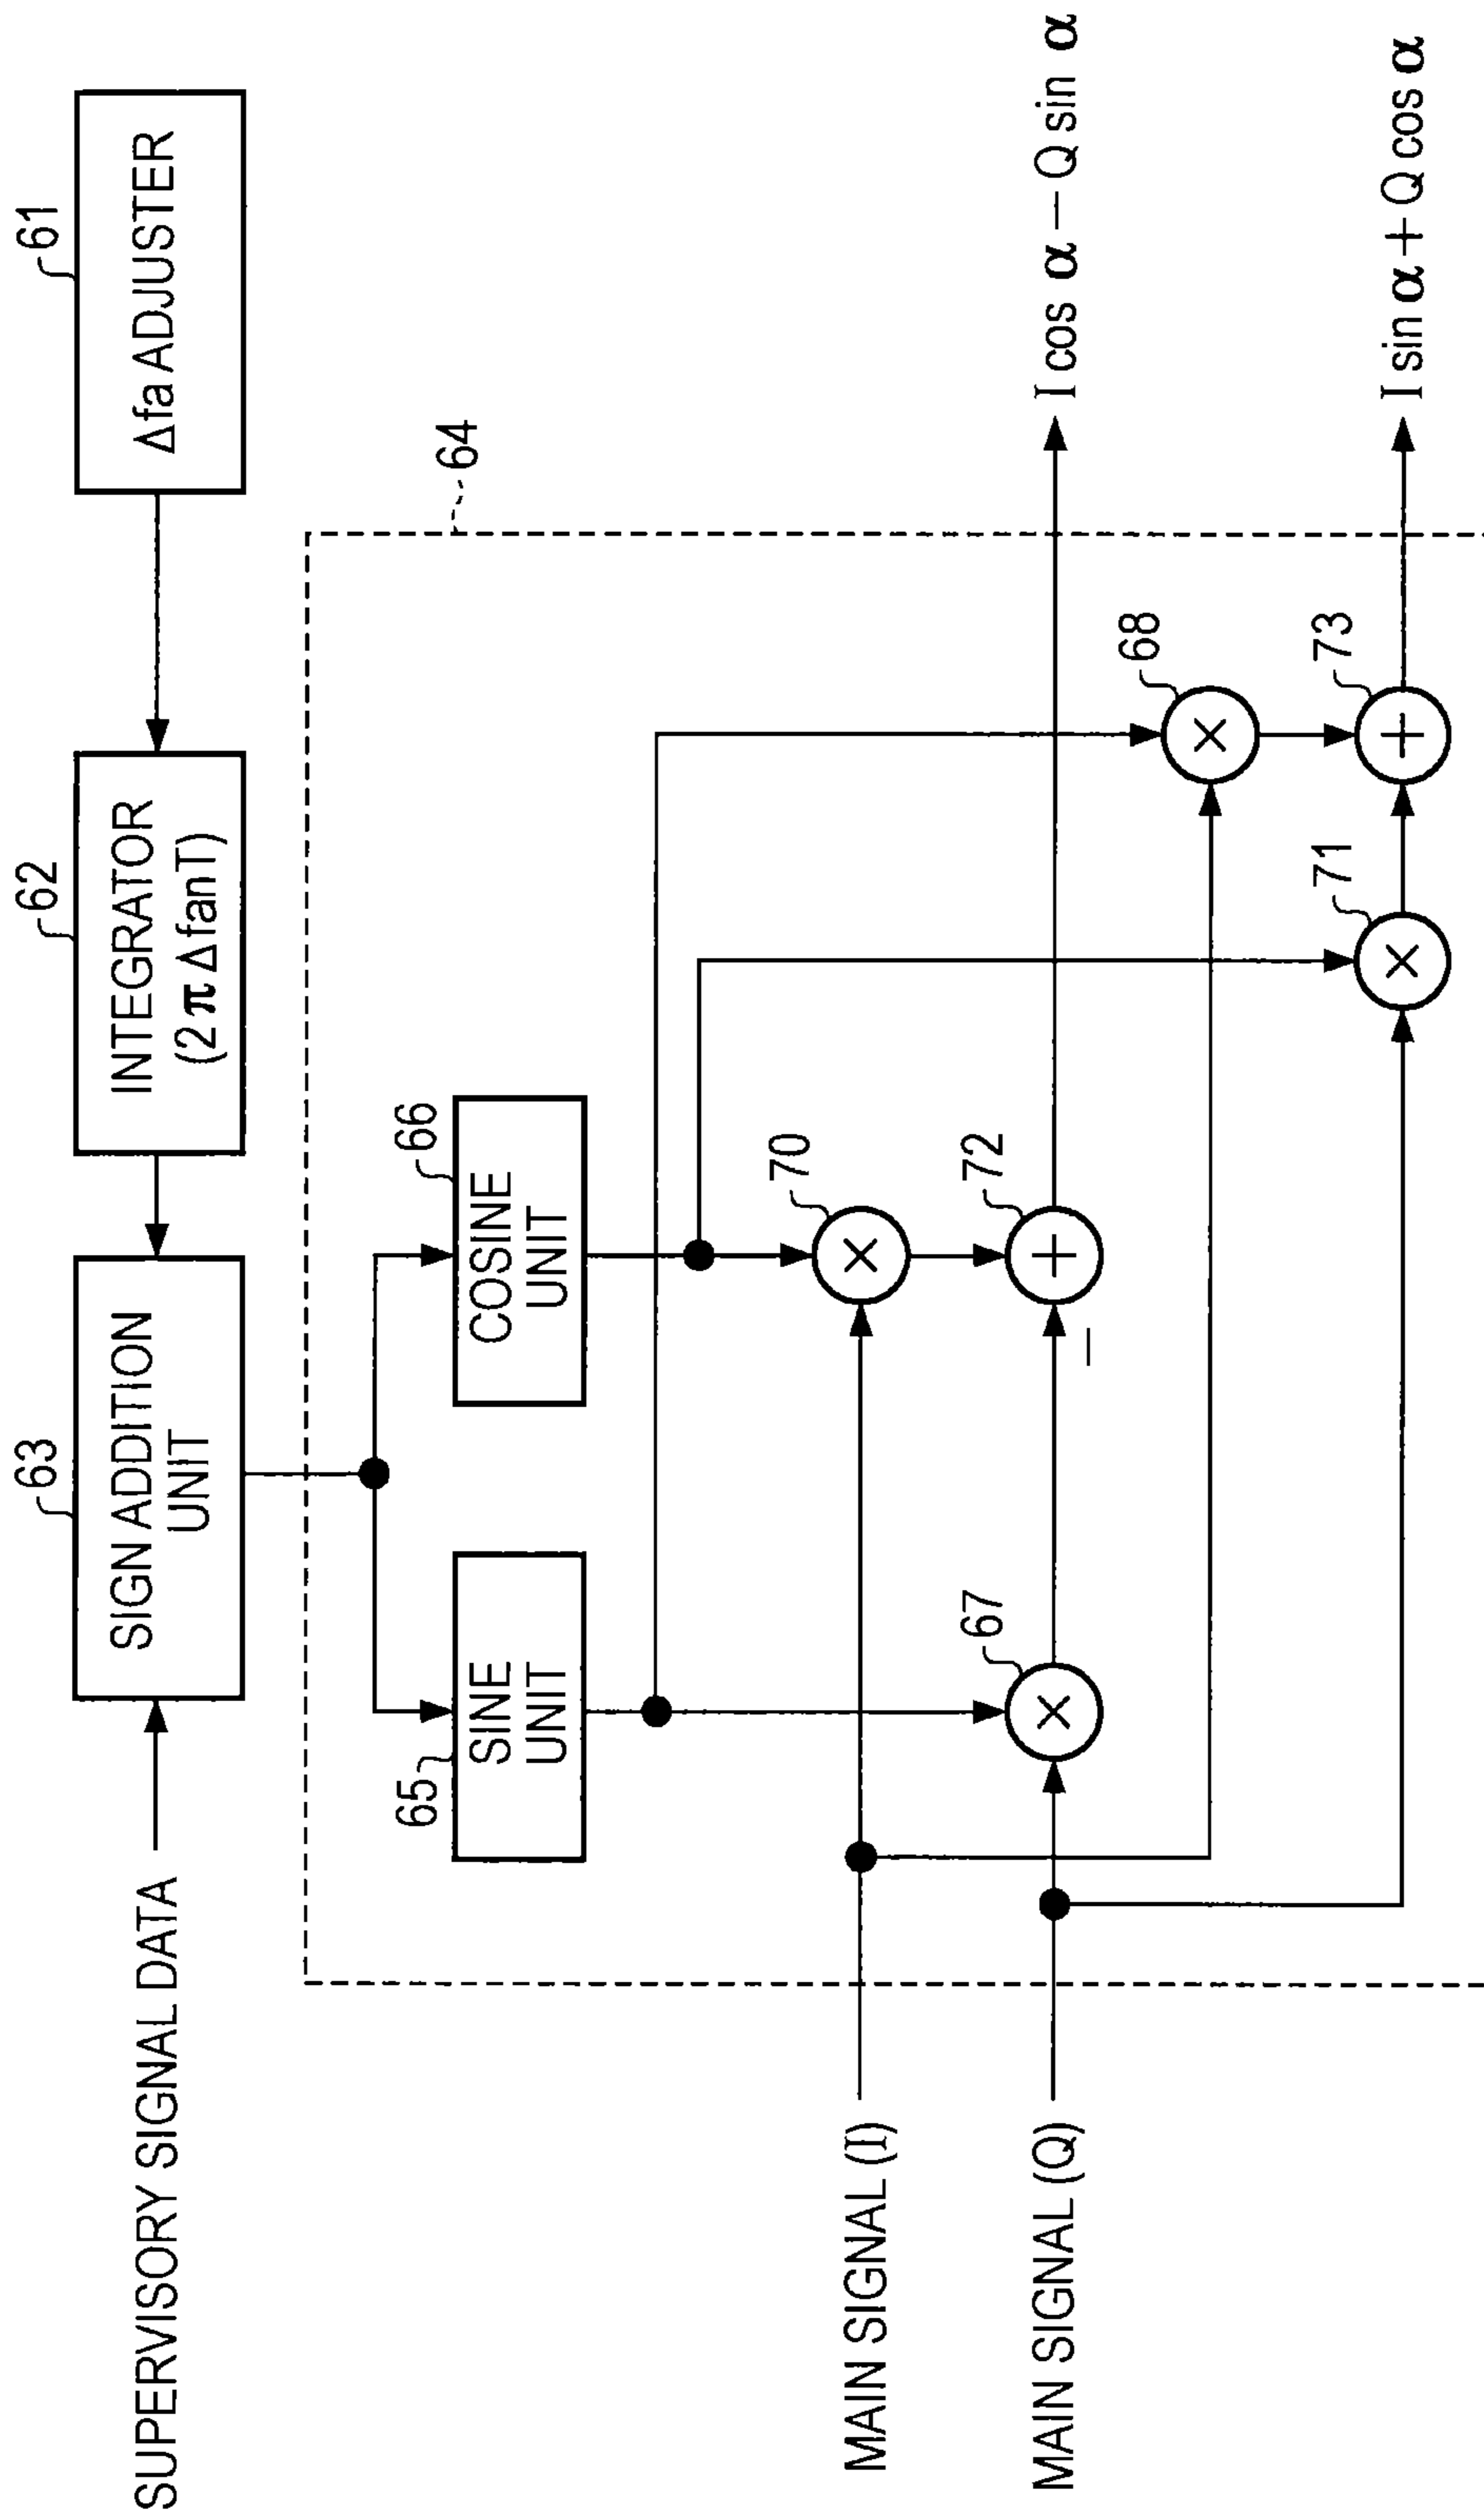 SUPERVISORY SIGNAL DATA
63
SIGN ADDITION
UNIT
62
INTEGRATOR
(2π ΔfanT)
61
Δfa ADJUSTER
64
65
SINE
UNIT
66
COSINE
UNIT
MAIN SIGNAL (I)
70
×
MAIN SIGNAL (Q)
67
×
−
72
+
I cos α − Q sin α
68
×
71
×
73
+
I sin α + Q cos α